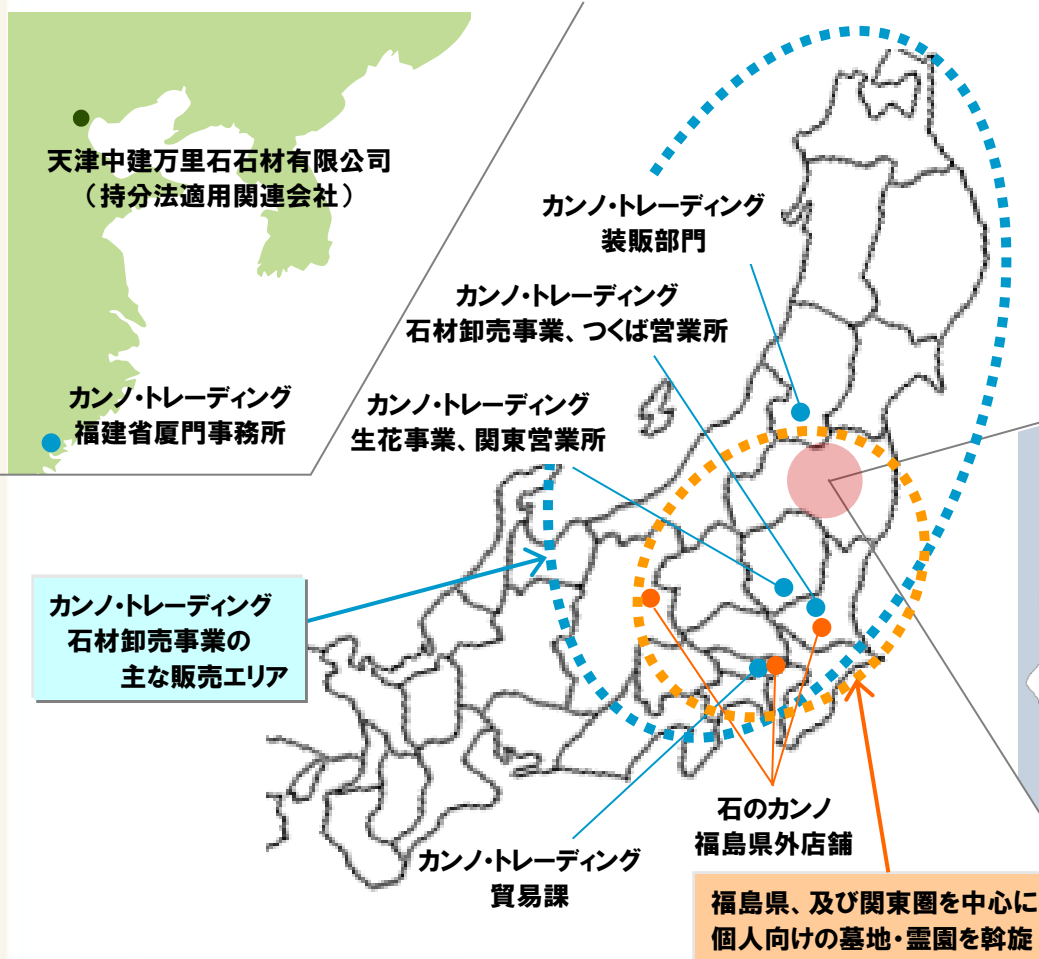 天津中建万里石石材有限公司
（持分法適用関連会社）
カンノ・トレーディング
福建省厦門事務所
カンノ・トレーディング
装販部門
カンノ・トレーディング
石材卸売事業、つくば営業所
カンノ・トレーディング
生花事業、関東営業所
カンノ・トレーディング
石材卸売事業の
主な販売エリア
カンノ・トレーディング
貿易課
石のカンノ
福島県外店舗
福島県、及び関東圏を中心に
個人向けの墓地・霊園を斡旋